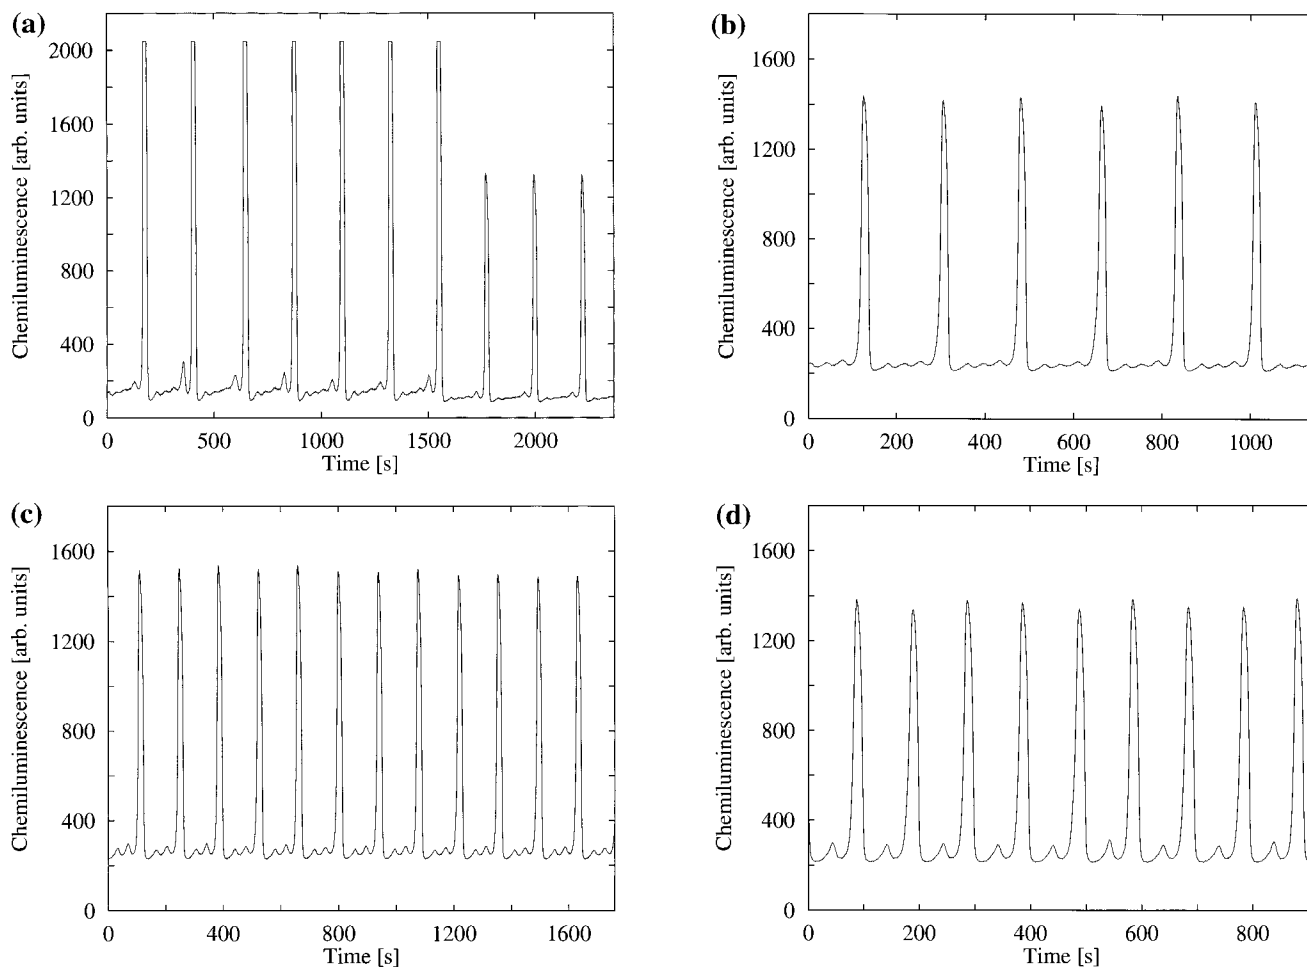 (a)
Chemiluminescence [arb. units]
2000
1600
1200
800
400
0
0 500 1000 1500 2000
Time [s]
(b)
Chemiluminescence [arb. units]
1600
1200
800
400
0
0 200 400 600 800 1000
Time [s]
(c)
Chemiluminescence [arb. units]
1600
1200
800
400
0
0 400 800 1200 1600
Time [s]
(d)
Chemiluminescence [arb. units]
1600
1200
800
400
0
0 200 400 600 800
Time [s]